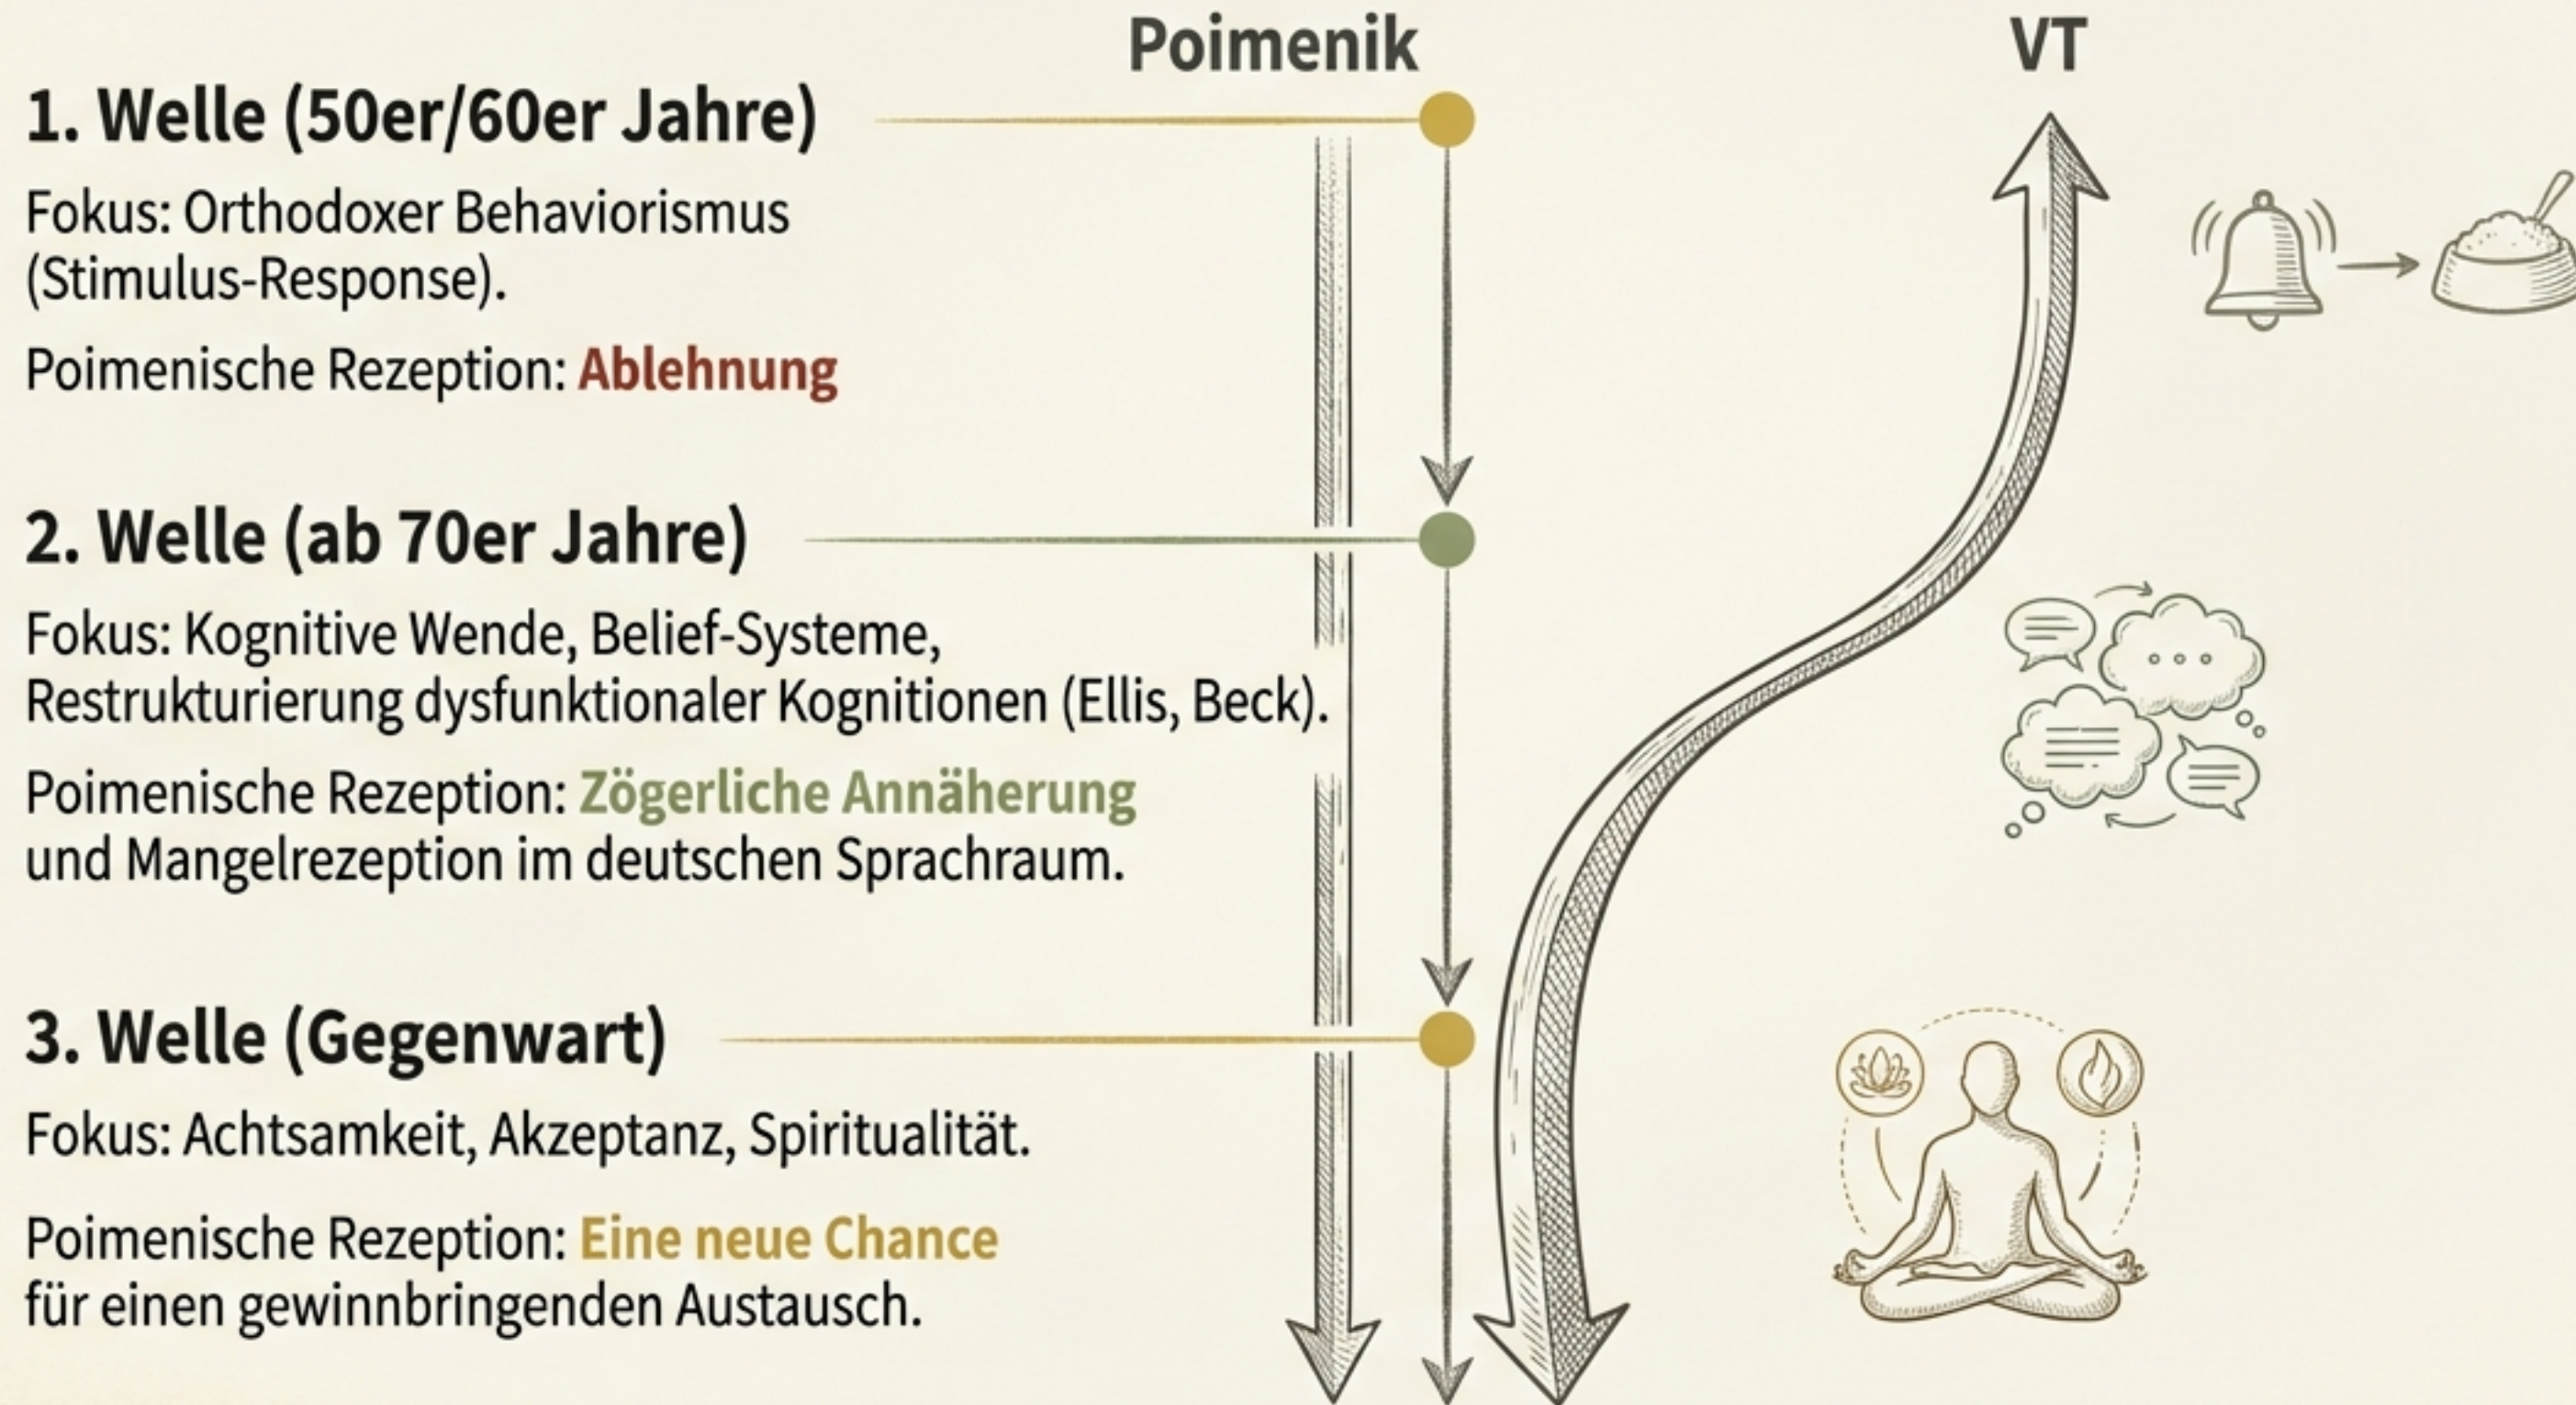 Poimenik
VT
1. Welle (50er/60er Jahre)
Fokus: Orthodoxer Behaviorismus
(Stimulus-Response).
Poimenische Rezeption: Ablehnung
2. Welle (ab 70er Jahre)
Fokus: Kognitive Wende, Belief-Systeme,
Restrukturierung dysfunktionaler Kognitionen (Ellis, Beck).
Poimenische Rezeption: Zögerliche Annäherung
und Mangelrezeption im deutschen Sprachraum.
3. Welle (Gegenwart)
Fokus: Achtsamkeit, Akzeptanz, Spiritualität.
Poimenische Rezeption: Eine neue Chance
für einen gewinnbringenden Austausch.